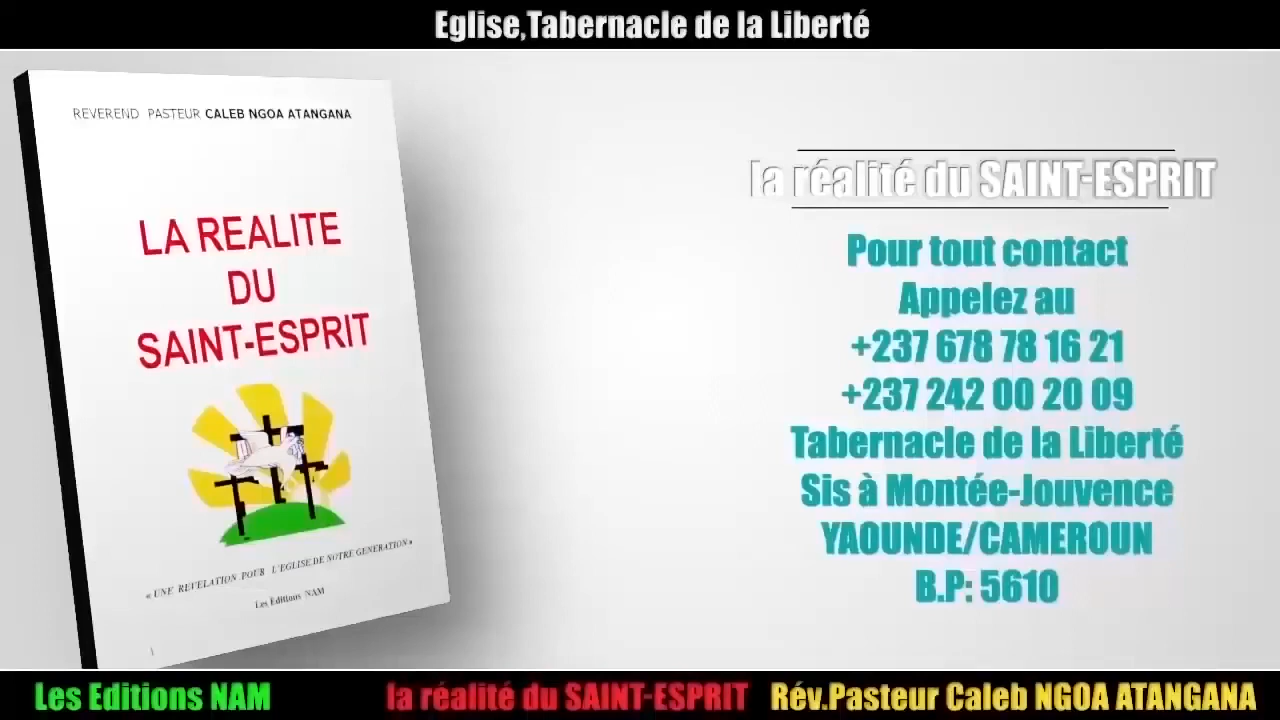 Eglise,Tabernacle de la Liberté
REVEREND PASTEUR CALEB NGOA ATANGANA
LA REALITE
DU
SAINT-ESPRIT
« UNE REVELATION POUR L'EGLISE DE NOTRE GENERATION »
Les Editions NAM
1
la réalité du SAINT-ESPRIT
Pour tout contact
Appelez au
+237 678 78 16 21
+237 242 00 20 09
Tabernacle de la Liberté
Sis à Montée-Jouvence
YAOUNDE/CAMEROUN
B.P: 5610
Les Editions NAM la réalité du SAINT-ESPRIT Rév.Pasteur Caleb NGOA ATANGANA